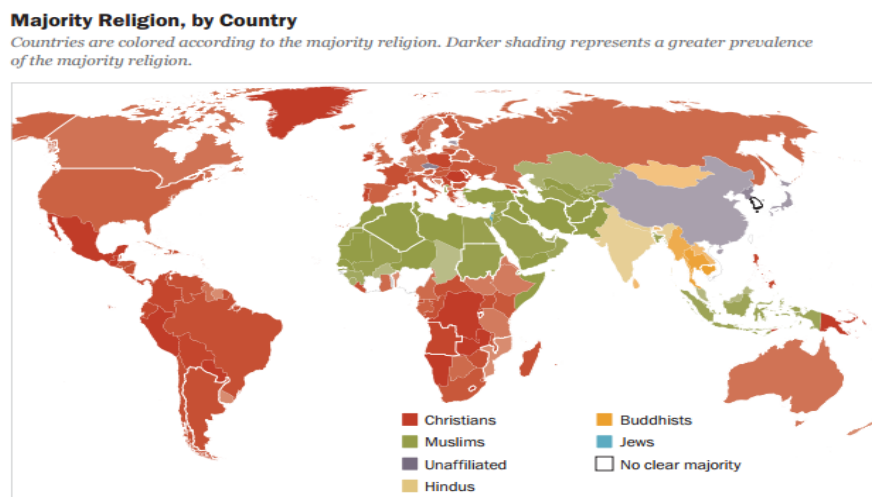 Majority Religion, by Country
Countries are colored according to the majority religion. Darker shading represents a greater prevalence
of the majority religion.
Christians
Muslims
Unaffiliated
Hindus
Buddhists
Jews
No clear majority